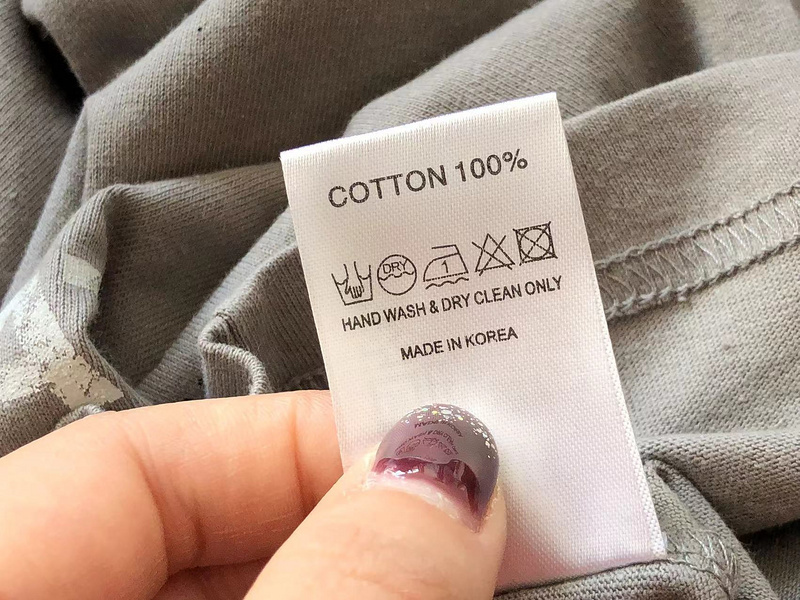 COTTON 100%
DRY 1
HAND WASH & DRY CLEAN ONLY
MADE IN KOREA